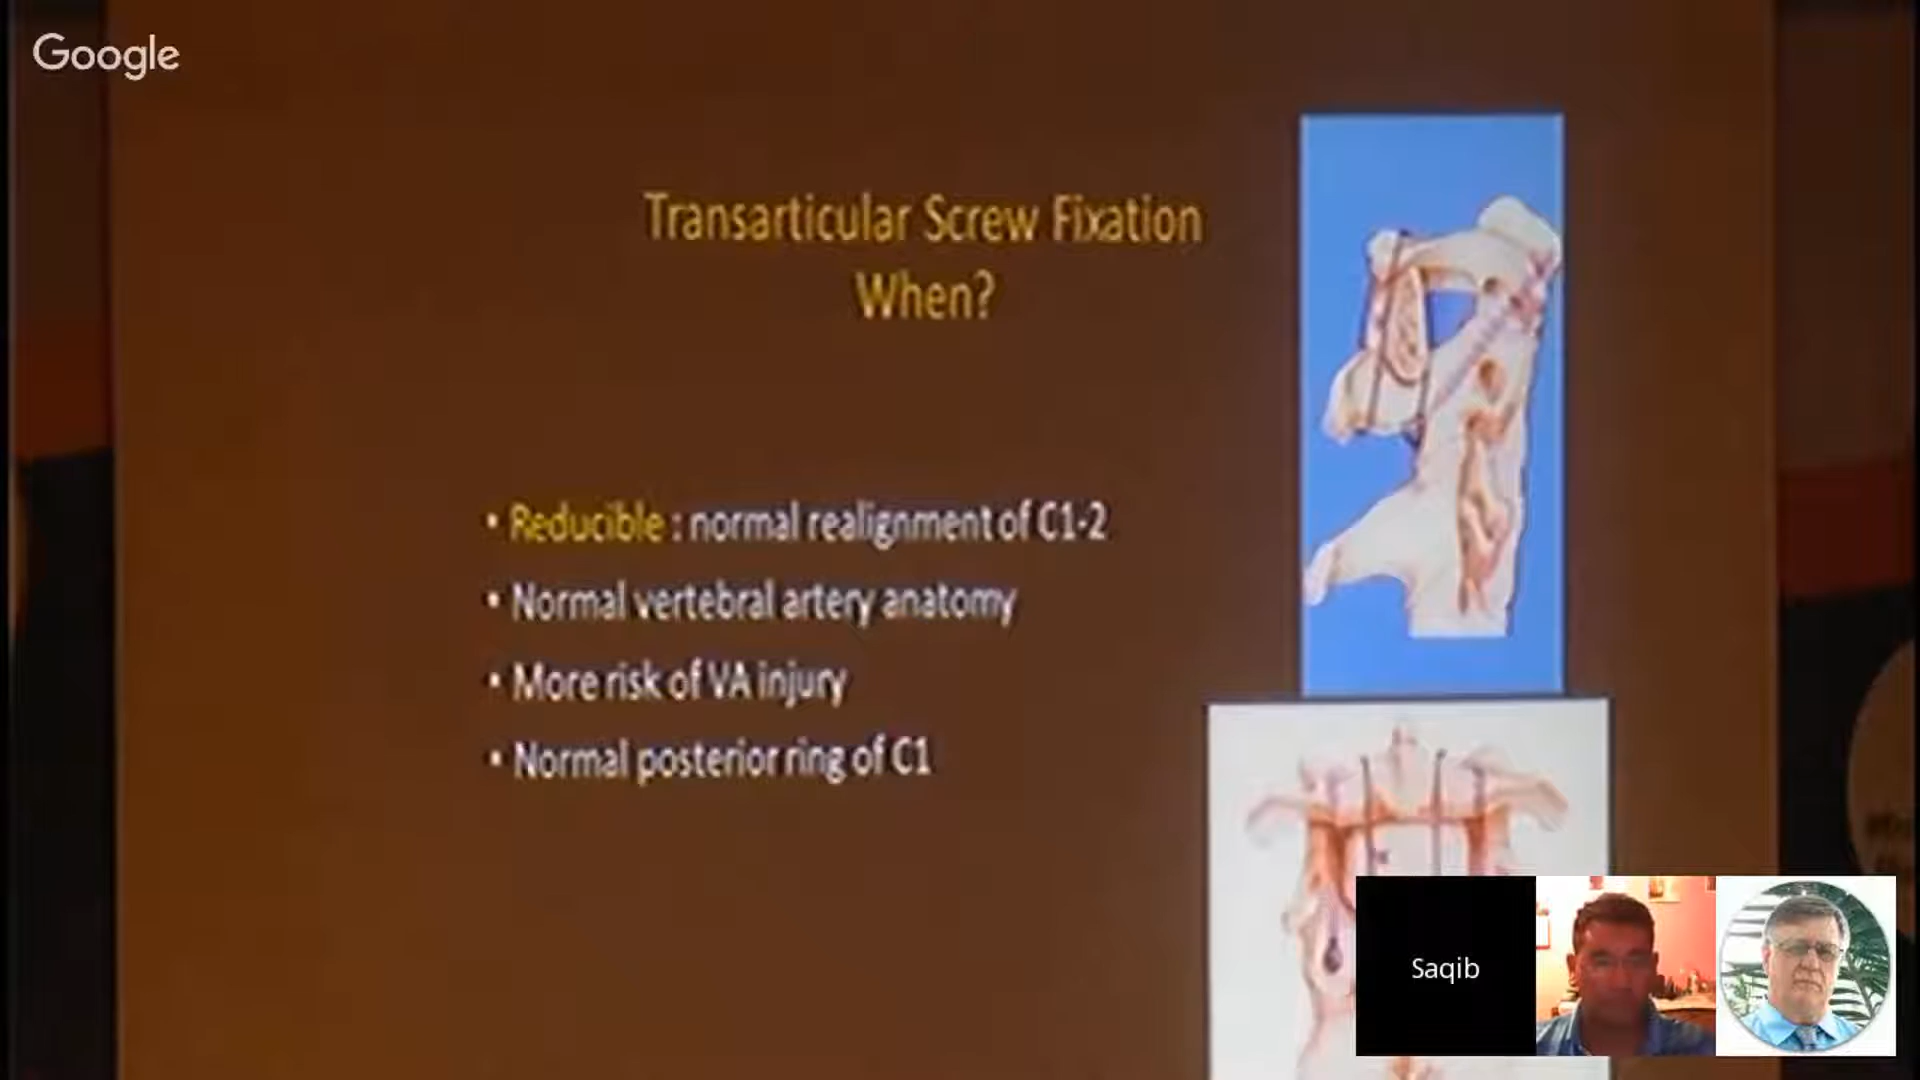 Google
Transarticular Screw Fixation
When?
• Reducible : normal realignment of C1-2
• Normal vertebral artery anatomy
• More risk of VA injury
• Normal posterior ring of C1
Saqib